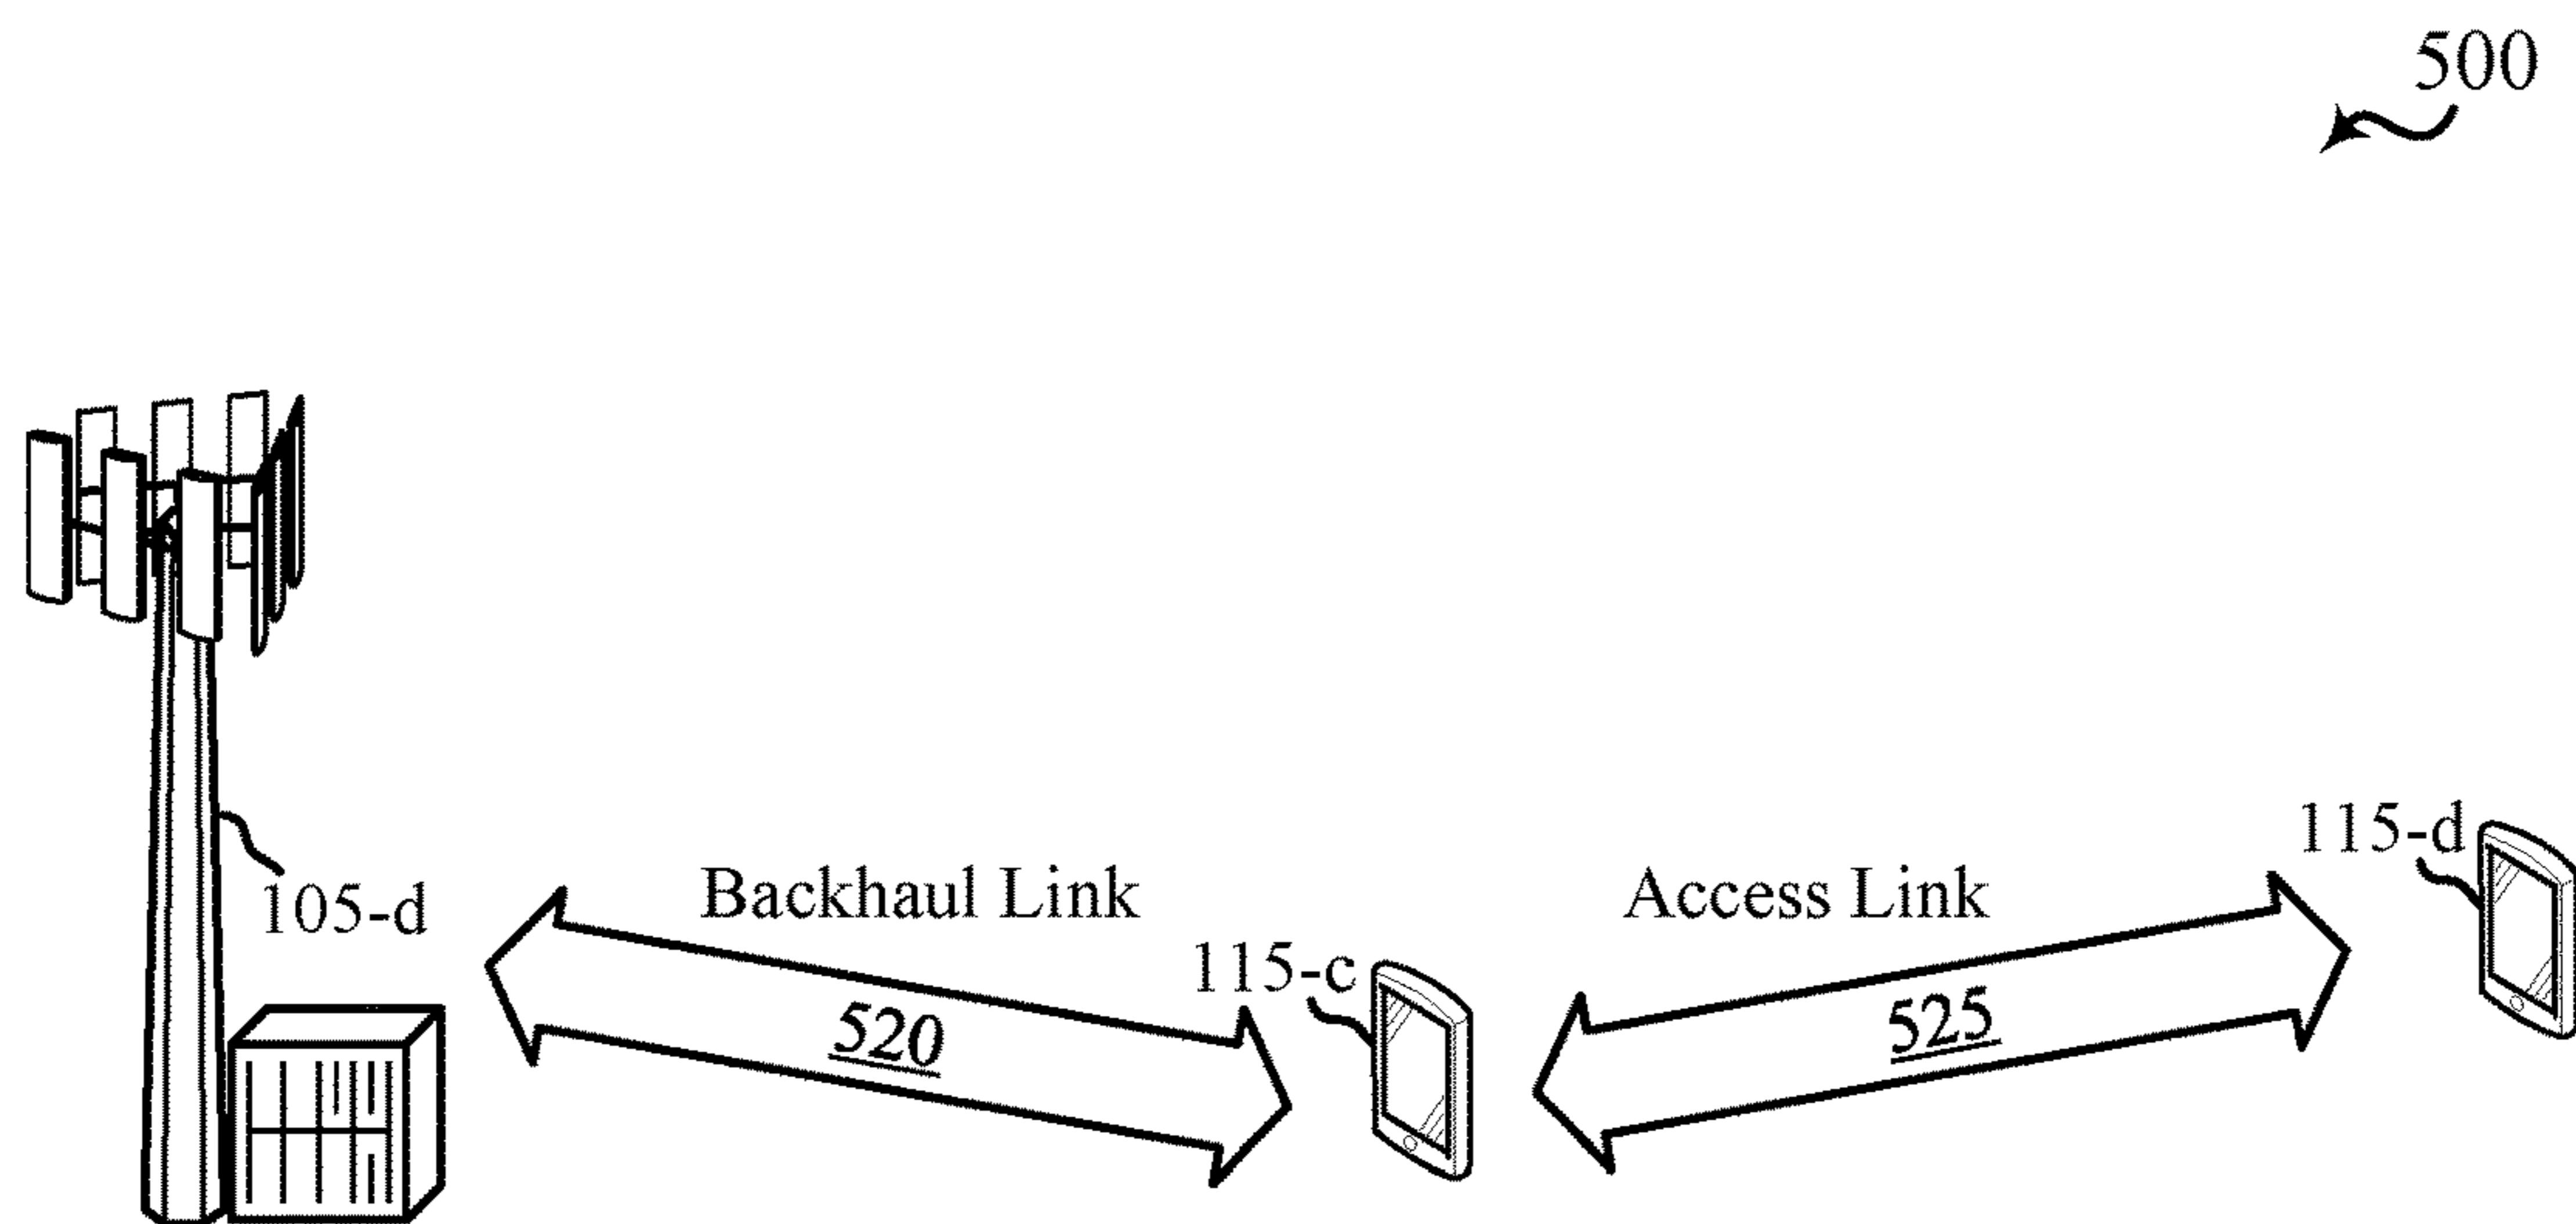 500
115-d
105-d
Backhaul Link
Access Link
115-c
520
525